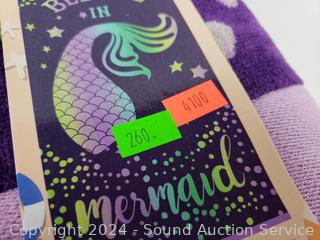 IN
260.
4100
mermaid
Copyright 2024 - Sound Auction Service